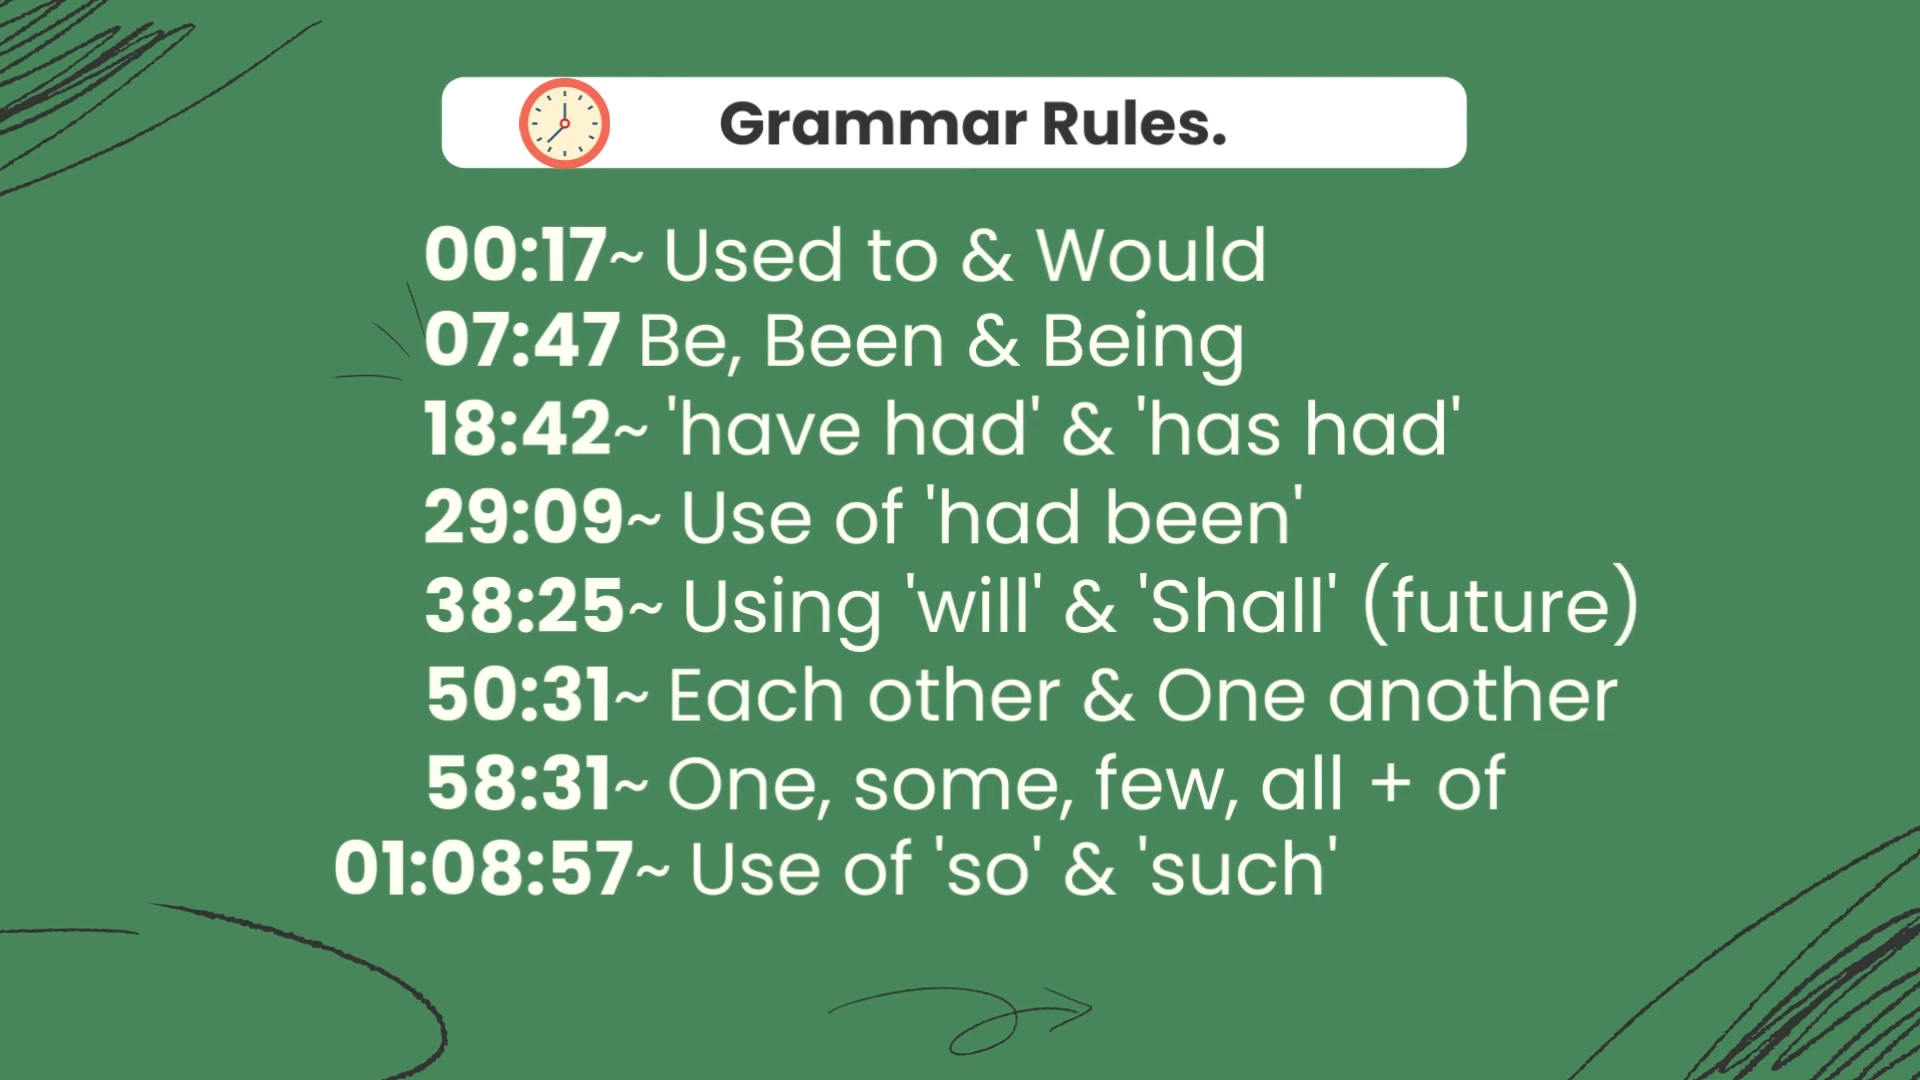 Grammar Rules.
00:17~ Used to & Would
07:47 Be, Been & Being
18:42~ 'have had' & 'has had'
29:09~ Use of 'had been'
38:25~ Using 'will' & 'Shall' (future)
50:31~ Each other & One another
58:31~ One, some, few, all + of
01:08:57~ Use of 'so' & 'such'